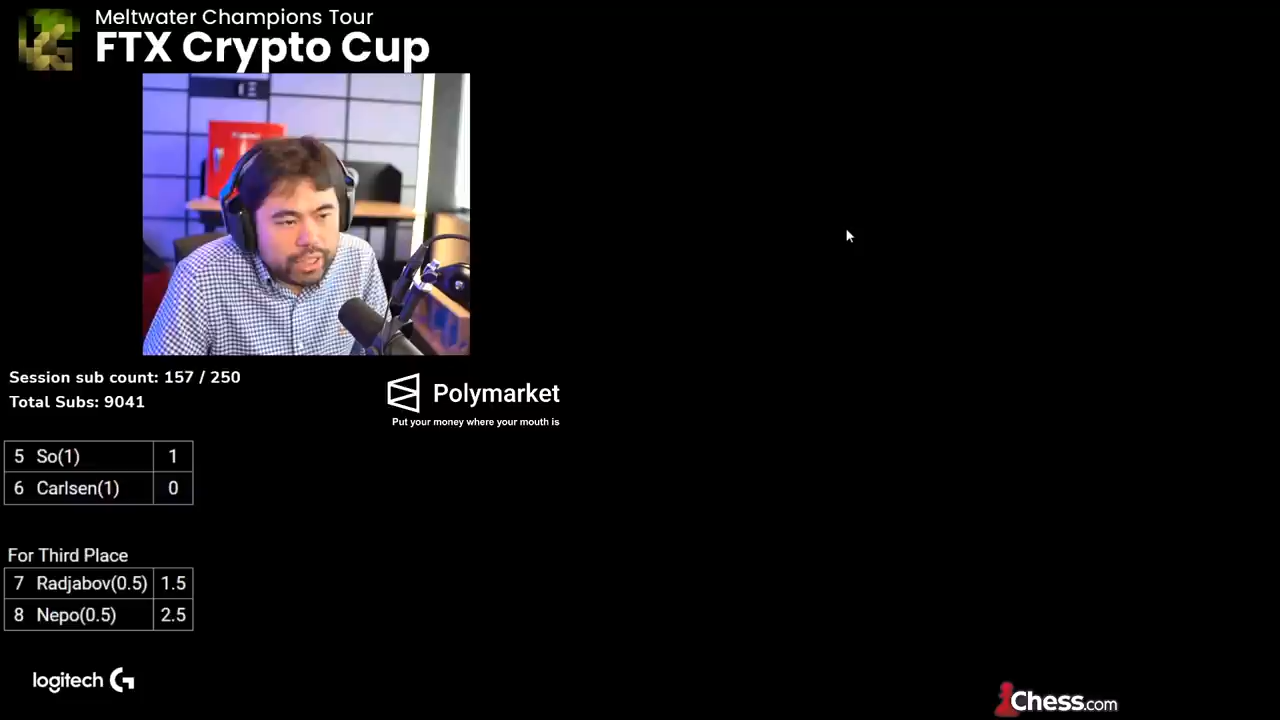 Meltwater Champions Tour
FTX Crypto Cup
Session sub count: 157 / 250
Total Subs: 9041
Polymarket
Put your money where your mouth is
5 So(1) 1
6 Carlsen(1) 0
For Third Place
7 Radjabov(0.5) 1.5
8 Nepo(0.5) 2.5
logitech G
Chess.com